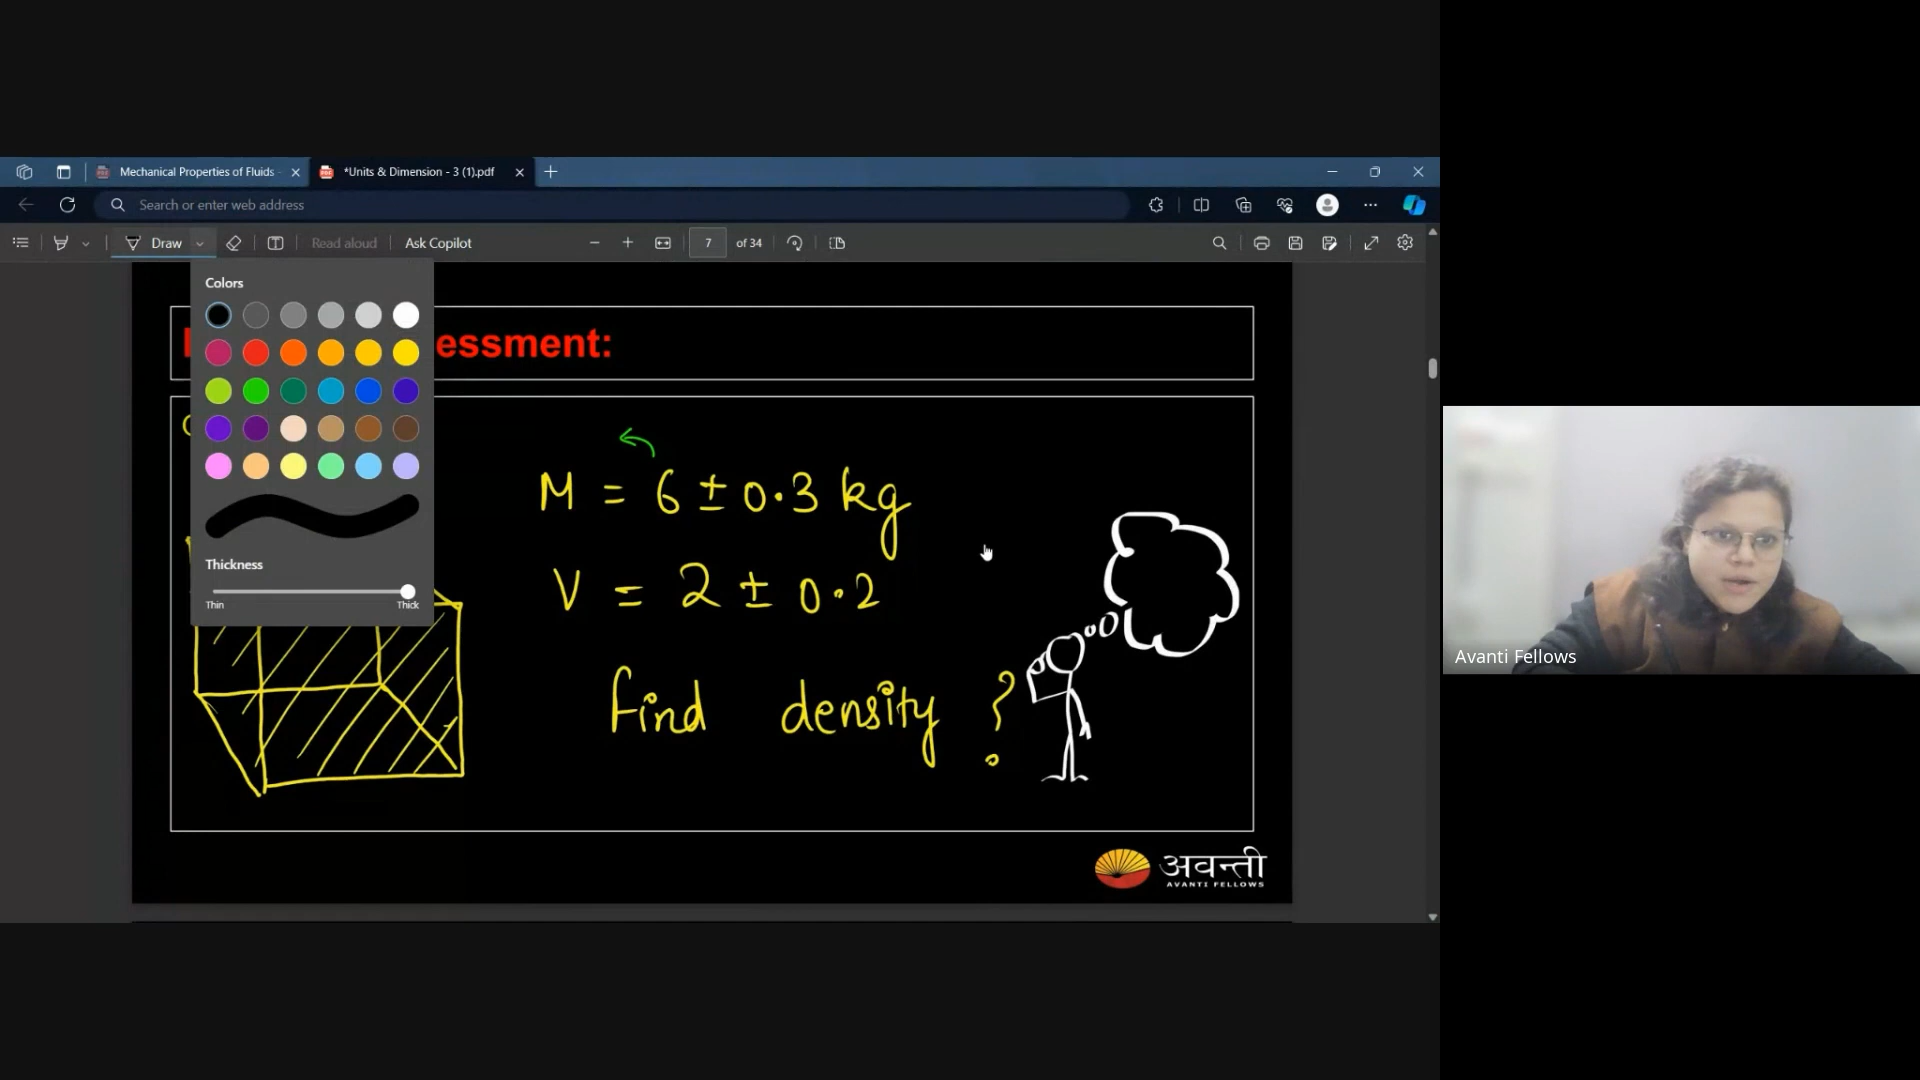 Mechanical Properties of Fluids -
*Units & Dimension - 3 (1).pdf
Search or enter web address
Draw
Read aloud
Ask Copilot
7 of 34
Colors
Thickness
Thin Thick
essment:
M = 6 ± 0.3 kg
V = 2 ± 0.2
Find density ?
अवन्ती
AVANTI FELLOWS
Avanti Fellows